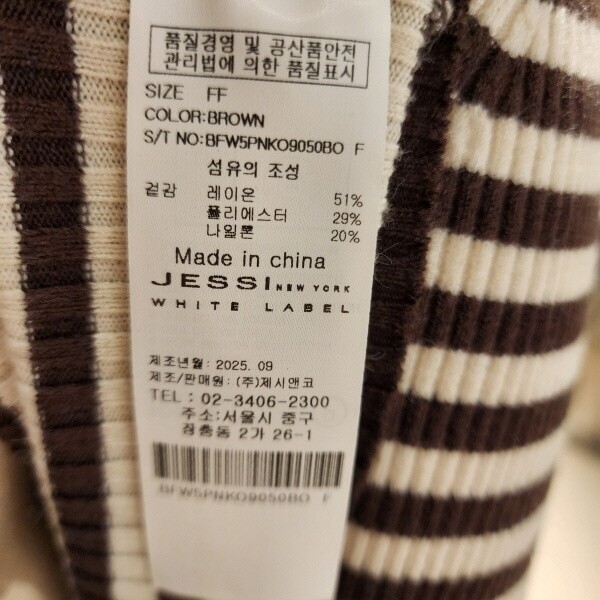 품질경영 및 공산품안전
관리법에 의한 품질표시
SIZE FF
COLOR:BROWN
S/T NO:BFW5PNKO9050BO F
섬유의 조성
겉감 레이온 51%
폴리에스터 29%
나일론 20%
Made in china
JESSI NEW YORK
WHITE LABEL
제조년월: 2025. 09
제조/판매원: (주)제시앤코
TEL : 02-3406-2300
주소:서울시 중구
장충동 2가 26-1
BFW5PNKO9050BO F